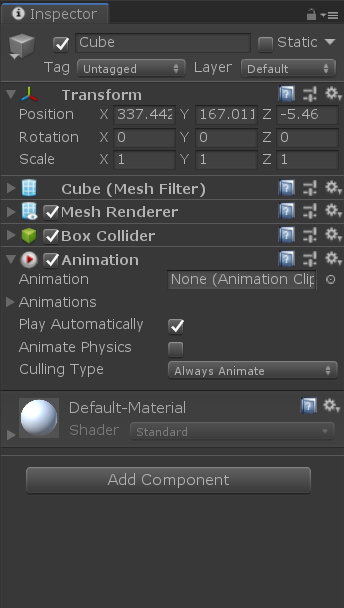 Inspector
Cube Static
Tag Untagged Layer Default
Transform
Position X 337.442 Y 167.011 Z -5.46
Rotation X 0 Y 0 Z 0
Scale X 1 Y 1 Z 1
Cube (Mesh Filter)
Mesh Renderer
Box Collider
Animation
Animation None (Animation Clip
Animations
Play Automatically
Animate Physics
Culling Type Always Animate
Default-Material
Shader Standard
Add Component